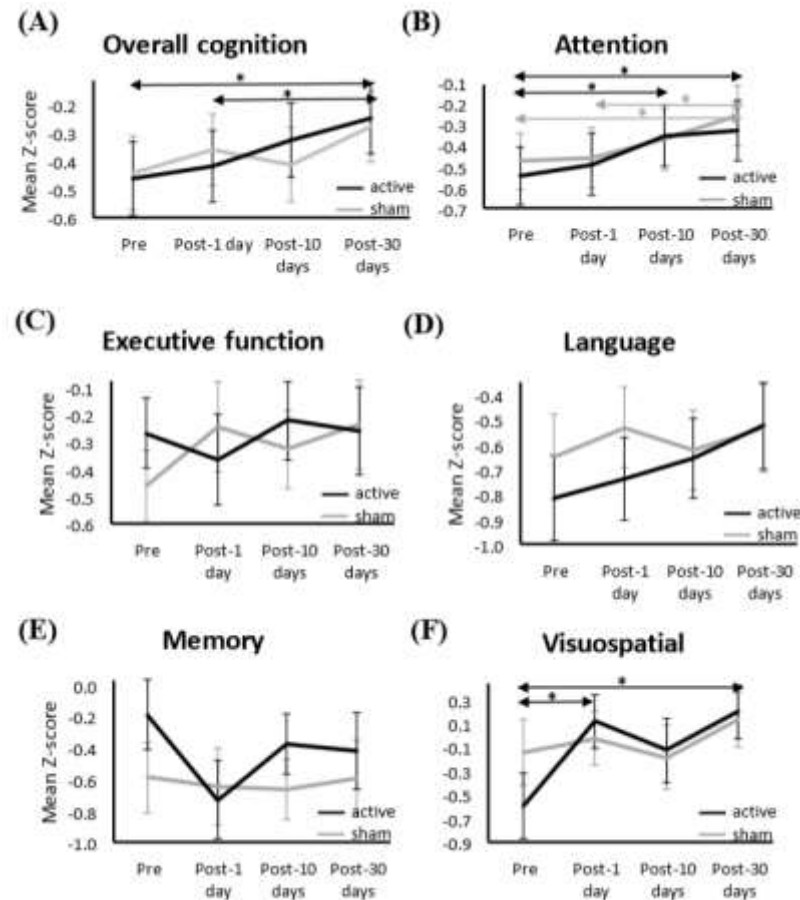 (A)
Overall cognition
*
*
Mean Z-score
-0.2
-0.3
-0.4
-0.5
-0.6
active
sham
Pre
Post-1 day
Post-10 days
Post-30 days
(B)
Attention
*
*
*
*
-0.1
-0.2
-0.3
-0.4
-0.5
-0.6
-0.7
active
sham
Pre
Post-1 day
Post-10 days
Post-30 days
(C)
Executive function
Mean Z-score
-0.1
-0.2
-0.3
-0.4
-0.5
-0.6
active
sham
Pre
Post-1 day
Post-10 days
Post-30 days
(D)
Language
Mean Z-score
-0.4
-0.5
-0.6
-0.7
-0.8
-0.9
-1.0
active
sham
Pre
Post-1 day
Post-10 days
Post-30 days
(E)
Memory
Mean Z-score
0.0
-0.2
-0.4
-0.6
-0.8
-1.0
active
sham
Pre
Post-1 day
Post-10 days
Post-30 days
(F)
Visuospatial
*
*
0.3
0.1
-0.1
-0.3
-0.5
-0.7
-0.9
active
sham
Pre
Post-1 day
Post-10 days
Post-30 days